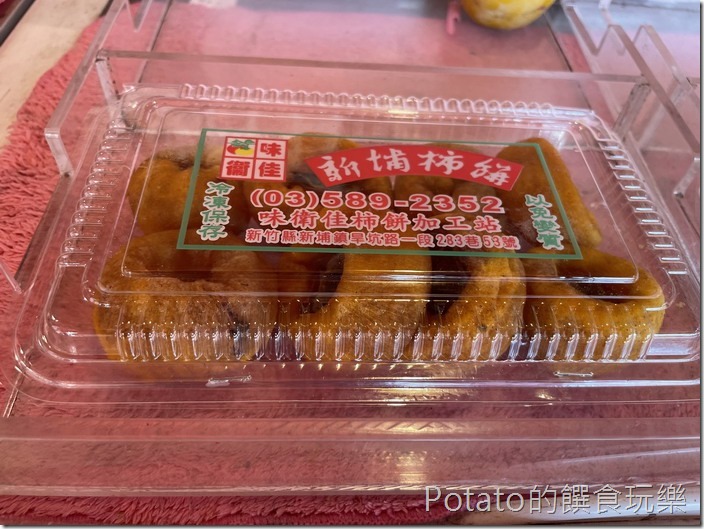 味佳
衛
新埔柿餅
冷凍保存
(03)589-2352
味衛佳柿餅加工站
新竹縣新埔鎮旱坑路一段283巷53號
以免變質
Potato的饌食玩樂